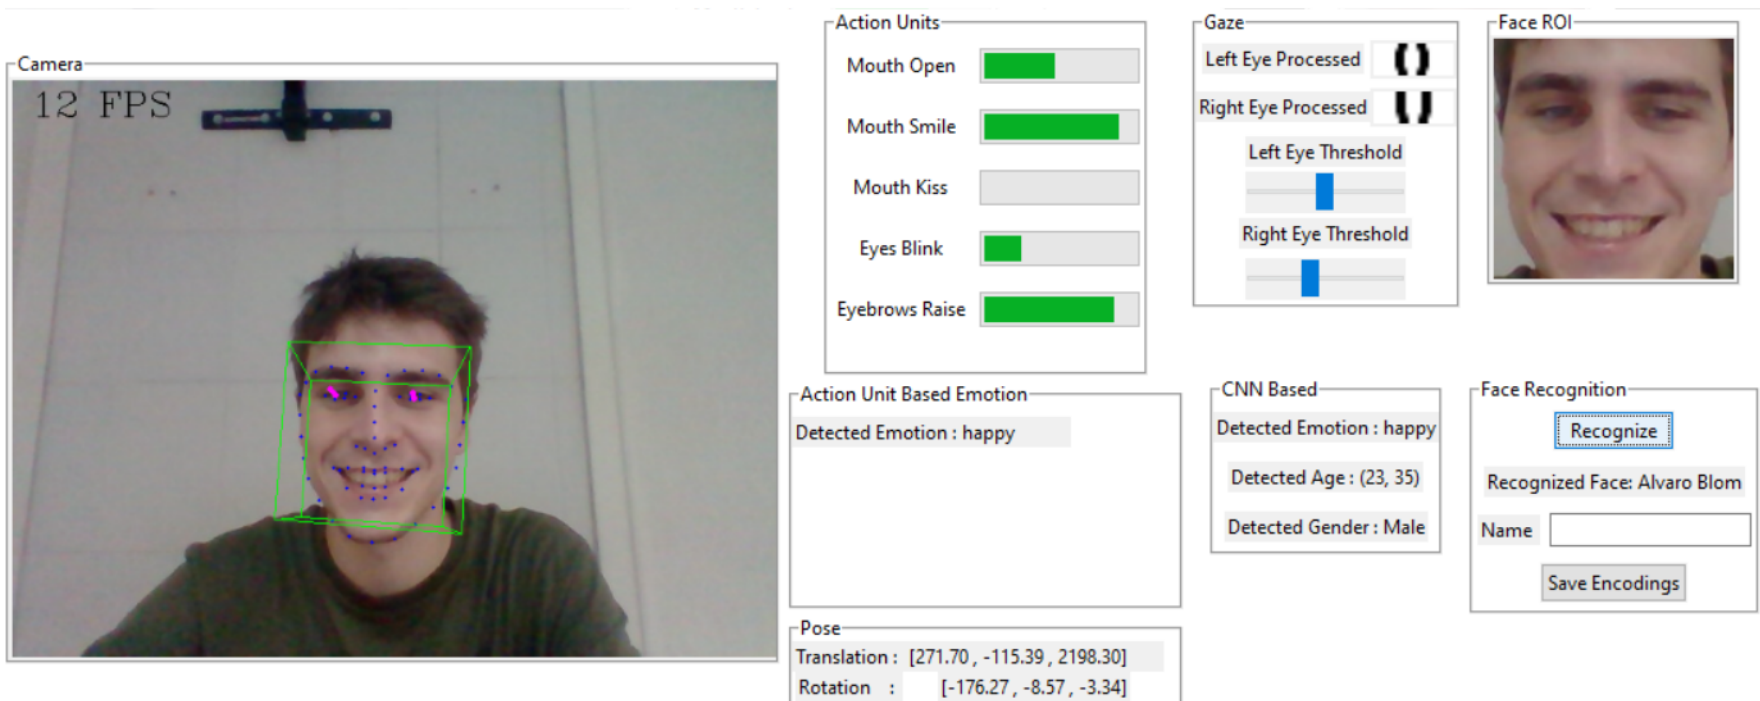 Camera
12 FPS
Action Units
Mouth Open
Mouth Smile
Mouth Kiss
Eyes Blink
Eyebrows Raise
Gaze
Left Eye Processed
Right Eye Processed
Left Eye Threshold
Right Eye Threshold
Face ROI
Action Unit Based Emotion
Detected Emotion : happy
CNN Based
Detected Emotion : happy
Detected Age : (23, 35)
Detected Gender : Male
Face Recognition
Recognize
Recognized Face: Alvaro Blom
Name
Save Encodings
Pose
Translation : [271.70 , -115.39 , 2198.30]
Rotation : [-176.27 , -8.57 , -3.34]